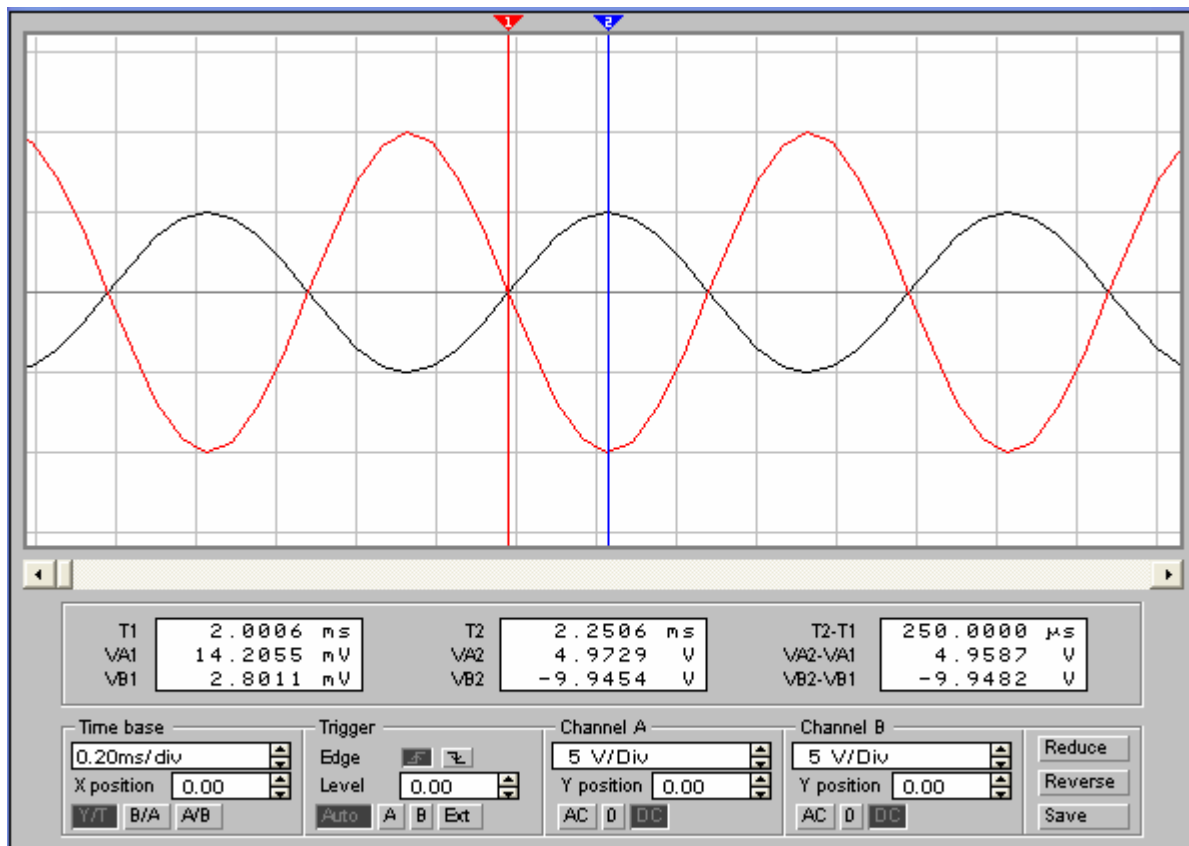 1 2
T1 2.0006 ms
VA1 14.2055 mV
VB1 2.8011 mV
T2 2.2506 ms
VA2 4.9729 V
VB2 -9.9454 V
T2-T1 250.0000 µs
VA2-VA1 4.9587 V
VB2-VB1 -9.9482 V
Time base
0.20ms/div
X position 0.00
Y/T B/A A/B
Trigger
Edge
Level 0.00
Auto A B Ext
Channel A
5 V/Div
Y position 0.00
AC 0 DC
Channel B
5 V/Div
Y position 0.00
AC 0 DC
Reduce
Reverse
Save